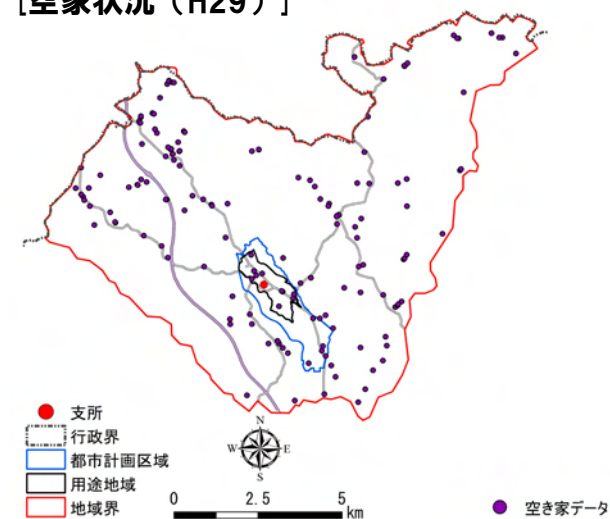 [空家状況（H29）]
支所
行政界
都市計画区域
用途地域
地域界
N
W E
S
0 2.5 5
km
空き家データ